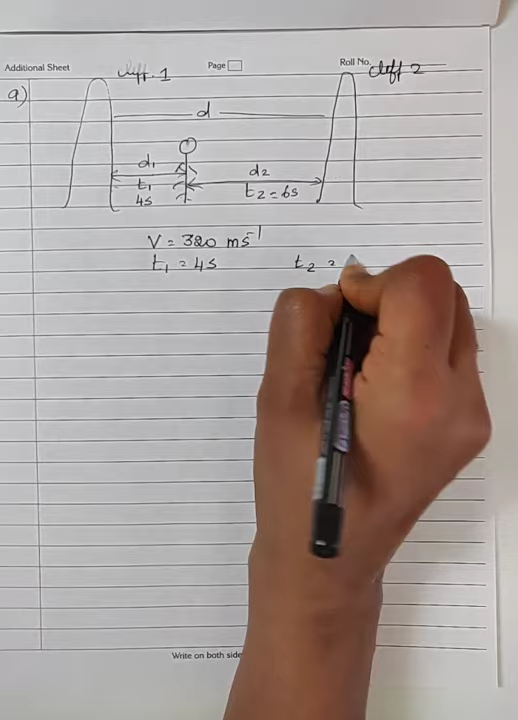 Additional Sheet Page Roll No.
cliff 1 cliff 2
a)
d
d1 d2
t1 t2 = 6s
4s
V = 320 ms⁻¹
t1 = 4s t2 =
Write on both side